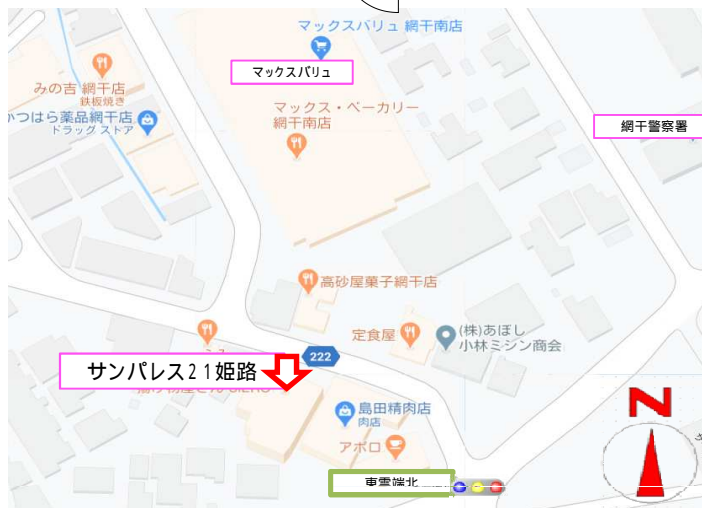 マックスバリュ 網干南店
マックスバリュ
みの吉 網干店
鉄板焼き
かつはら薬品網干店
ドラッグストア
マックス・ベーカリー
網干南店
網干警察署
高砂屋菓子網干店
定食屋
(株)あぼし
小林ミシン商会
222
サンパレス21姫路
島田精肉店
肉店
アポロ
東雲端北
N